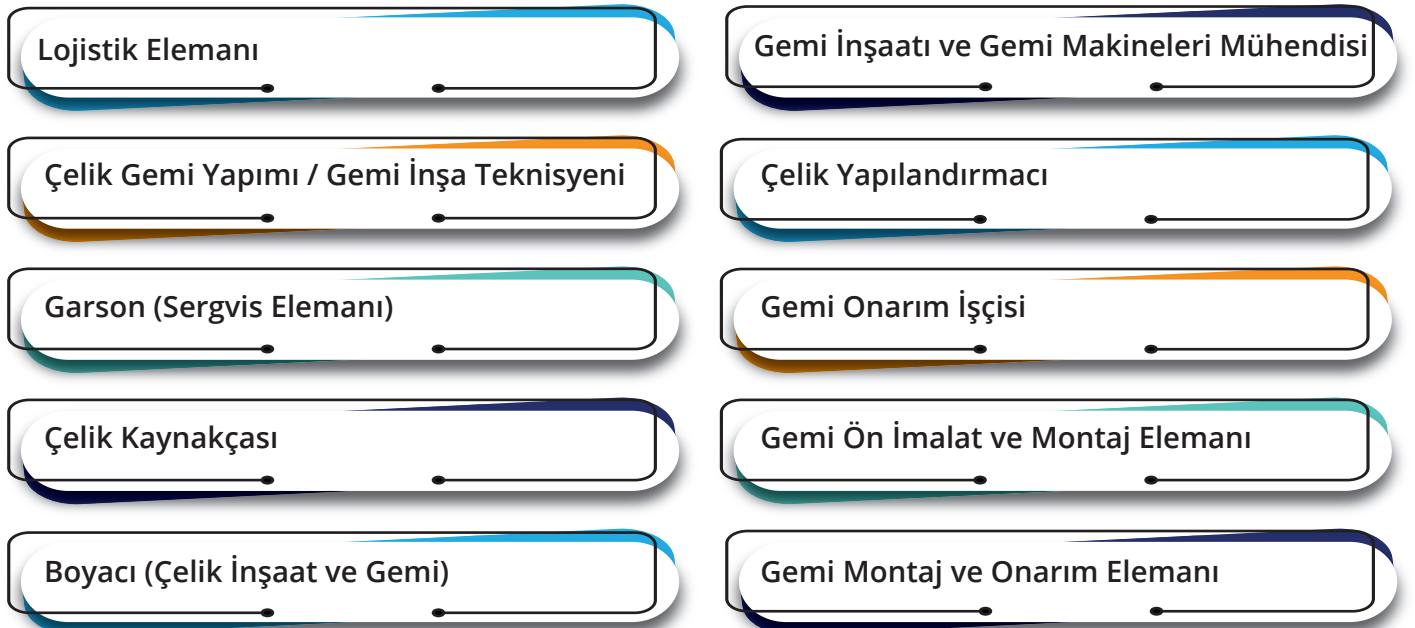 Lojistik Elemanı
Gemi İnşaatı ve Gemi Makineleri Mühendisi
Çelik Gemi Yapımı / Gemi İnşa Teknisyeni
Çelik Yapılandırmacı
Garson (Sergvis Elemanı)
Gemi Onarım İşçisi
Çelik Kaynakçası
Gemi Ön İmalat ve Montaj Elemanı
Boyacı (Çelik İnşaat ve Gemi)
Gemi Montaj ve Onarım Elemanı